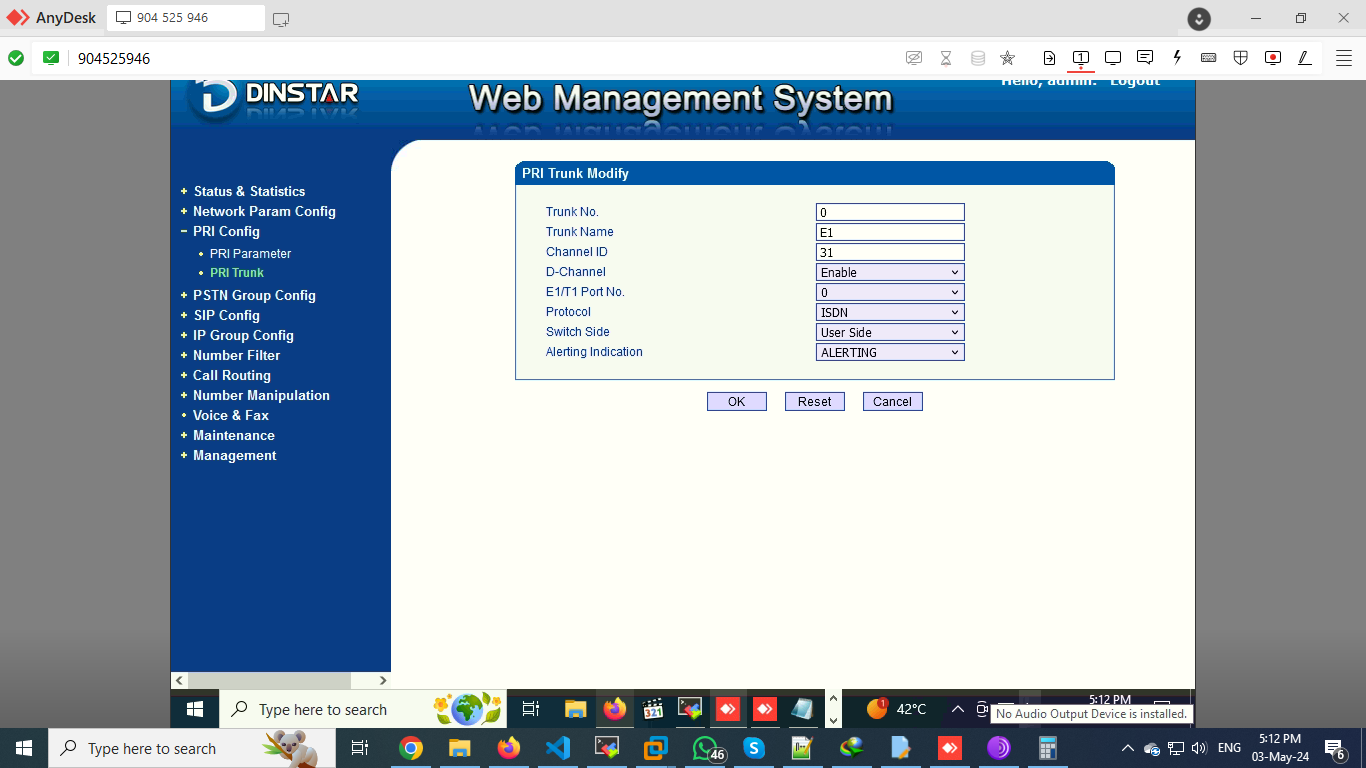 AnyDesk
904 525 946
904525946
1
DINSTAR
Web Management System
Hello, admin! Logout
+ Status & Statistics
+ Network Param Config
− PRI Config
• PRI Parameter
• PRI Trunk
+ PSTN Group Config
+ SIP Config
+ IP Group Config
+ Number Filter
+ Call Routing
+ Number Manipulation
• Voice & Fax
+ Maintenance
+ Management
PRI Trunk Modify
Trunk No. 0
Trunk Name E1
Channel ID 31
D-Channel Enable
E1/T1 Port No. 0
Protocol ISDN
Switch Side User Side
Alerting Indication ALERTING
OK Reset Cancel
Type here to search
321
1
42°C
5:12 PM
No Audio Output Device is installed.
Type here to search
46
ENG
5:12 PM
03-May-24
6